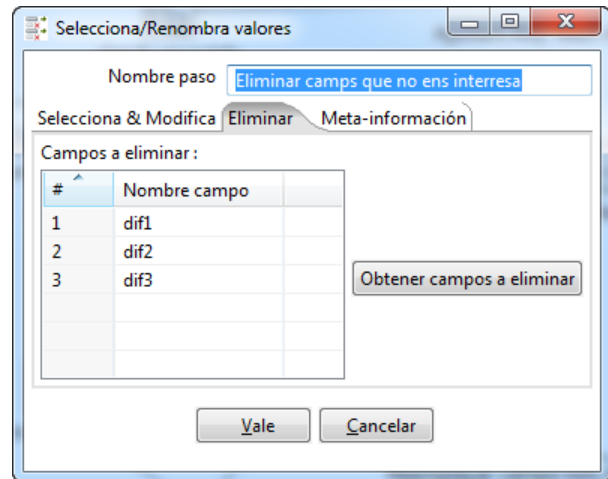 Selecciona/Renombra valores
Nombre paso Eliminar camps que no ens interresa
Selecciona & Modifica Eliminar Meta-información
Campos a eliminar :
# Nombre campo
1 dif1
2 dif2
3 dif3
Obtener campos a eliminar
Vale Cancelar